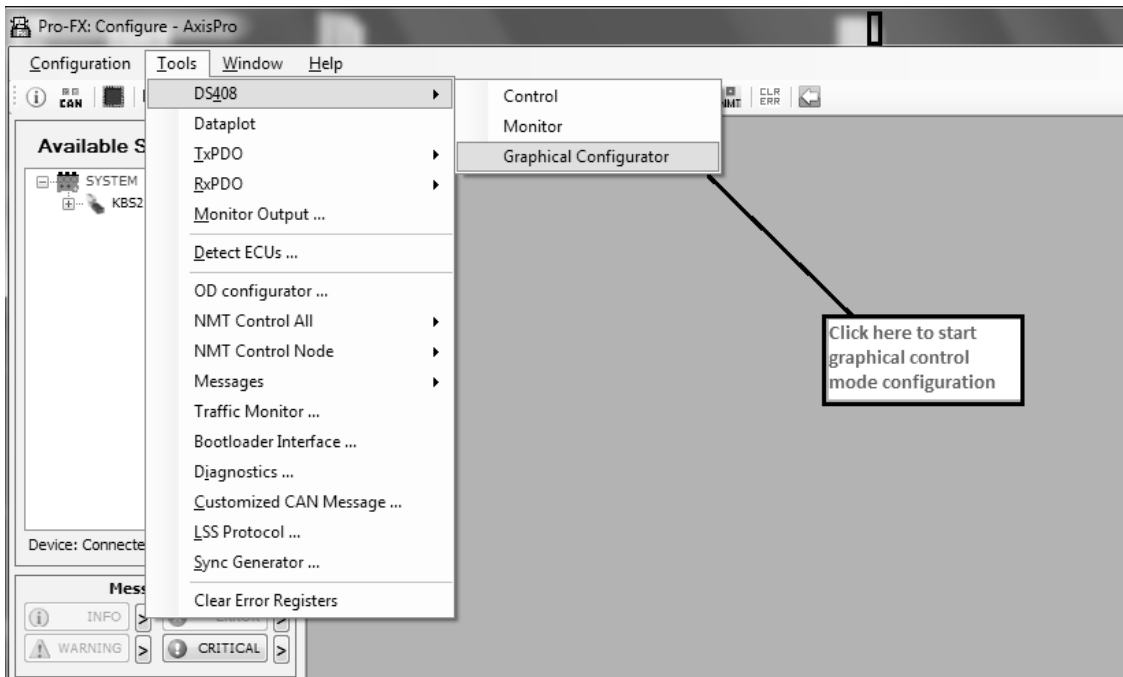 Pro-FX: Configure - AxisPro
Configuration Tools Window Help
CAN
NMT
CLR
ERR
Available S
SYSTEM
KBS2
Device: Connecte
Mess
INFO > ERROR >
WARNING > CRITICAL >
DS408
Dataplot
TxPDO
RxPDO
Monitor Output ...
Detect ECUs ...
OD configurator ...
NMT Control All
NMT Control Node
Messages
Traffic Monitor ...
Bootloader Interface ...
Diagnostics ...
Customized CAN Message ...
LSS Protocol ...
Sync Generator ...
Clear Error Registers
Control
Monitor
Graphical Configurator
Click here to start
graphical control
mode configuration